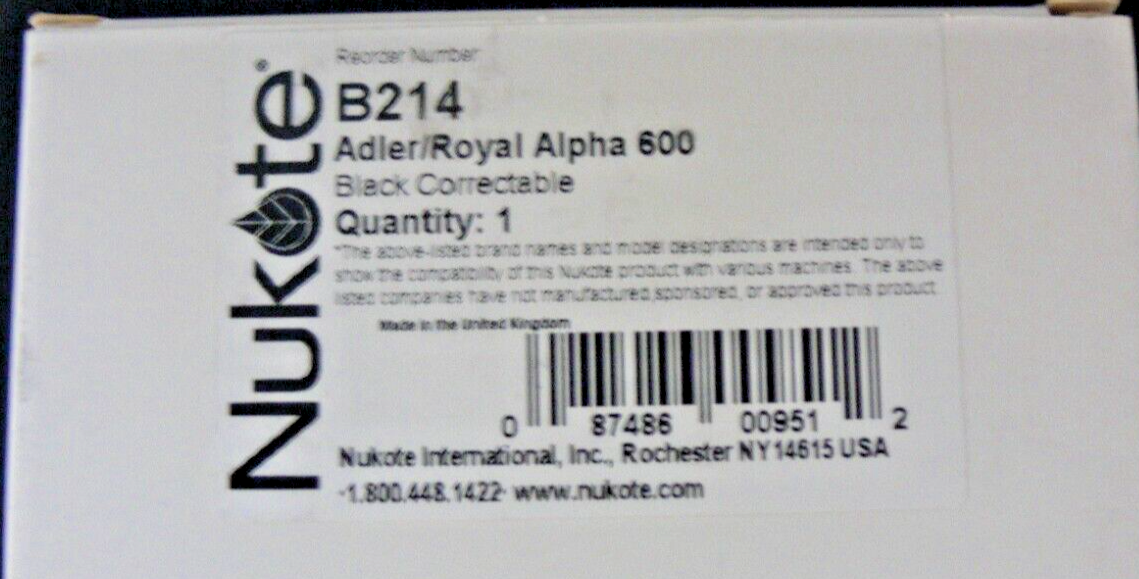 Nukote®
Reorder Number
B214
Adler/Royal Alpha 600
Black Correctable
Quantity: 1
*The above-listed brand names and model designations are intended only to
show the compatibility of this Nukote product with various machines. The above
listed companies have not manufactured,sponsored, or approved this product
Made in the United Kingdom
0 87486 00951 2
Nukote International, Inc., Rochester NY14615 USA
-1.800.448.1422- www.nukote.com